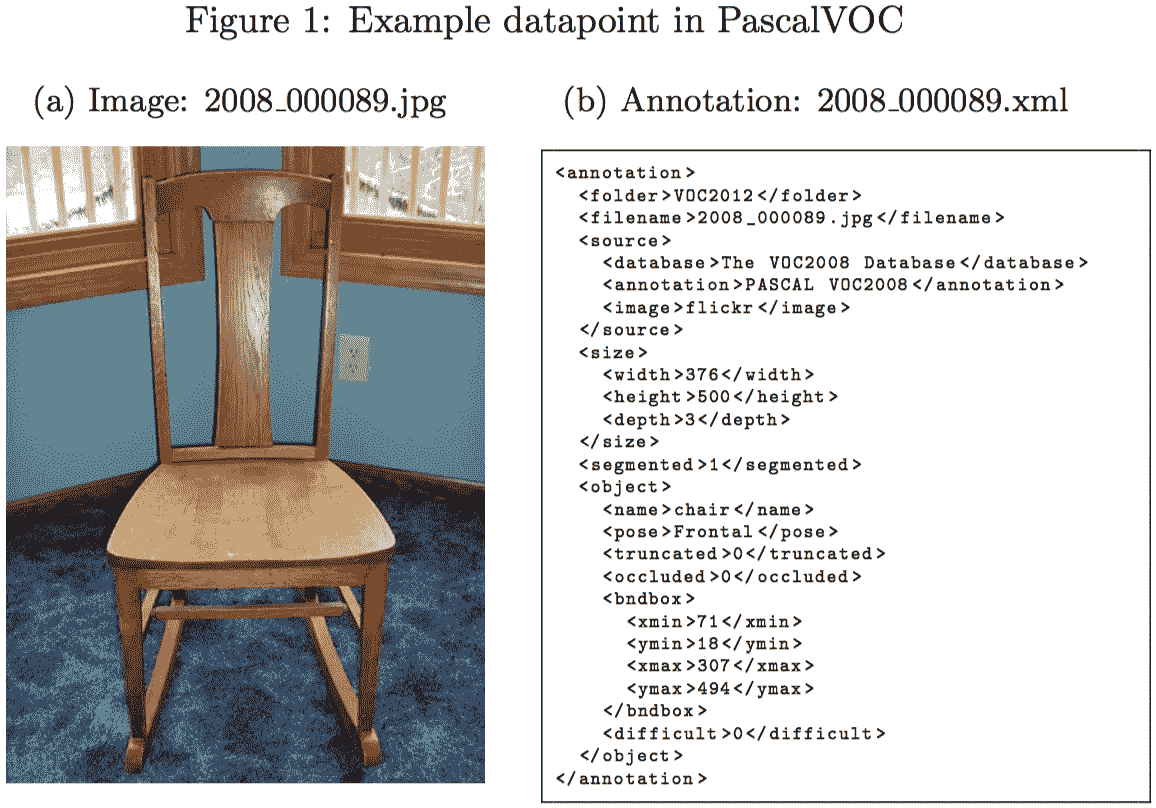 Figure 1: Example datapoint in PascalVOC
(a) Image: 2008_000089.jpg
(b) Annotation: 2008_000089.xml
<annotation>
<folder>VOC2012</folder>
<filename>2008_000089.jpg</filename>
<source>
<database>The VOC2008 Database</database>
<annotation>PASCAL VOC2008</annotation>
<image>flickr</image>
</source>
<size>
<width>376</width>
<height>500</height>
<depth>3</depth>
</size>
<segmented>1</segmented>
<object>
<name>chair</name>
<pose>Frontal</pose>
<truncated>0</truncated>
<occluded>0</occluded>
<bndbox>
<xmin>71</xmin>
<ymin>18</ymin>
<xmax>307</xmax>
<ymax>494</ymax>
</bndbox>
<difficult>0</difficult>
</object>
</annotation>